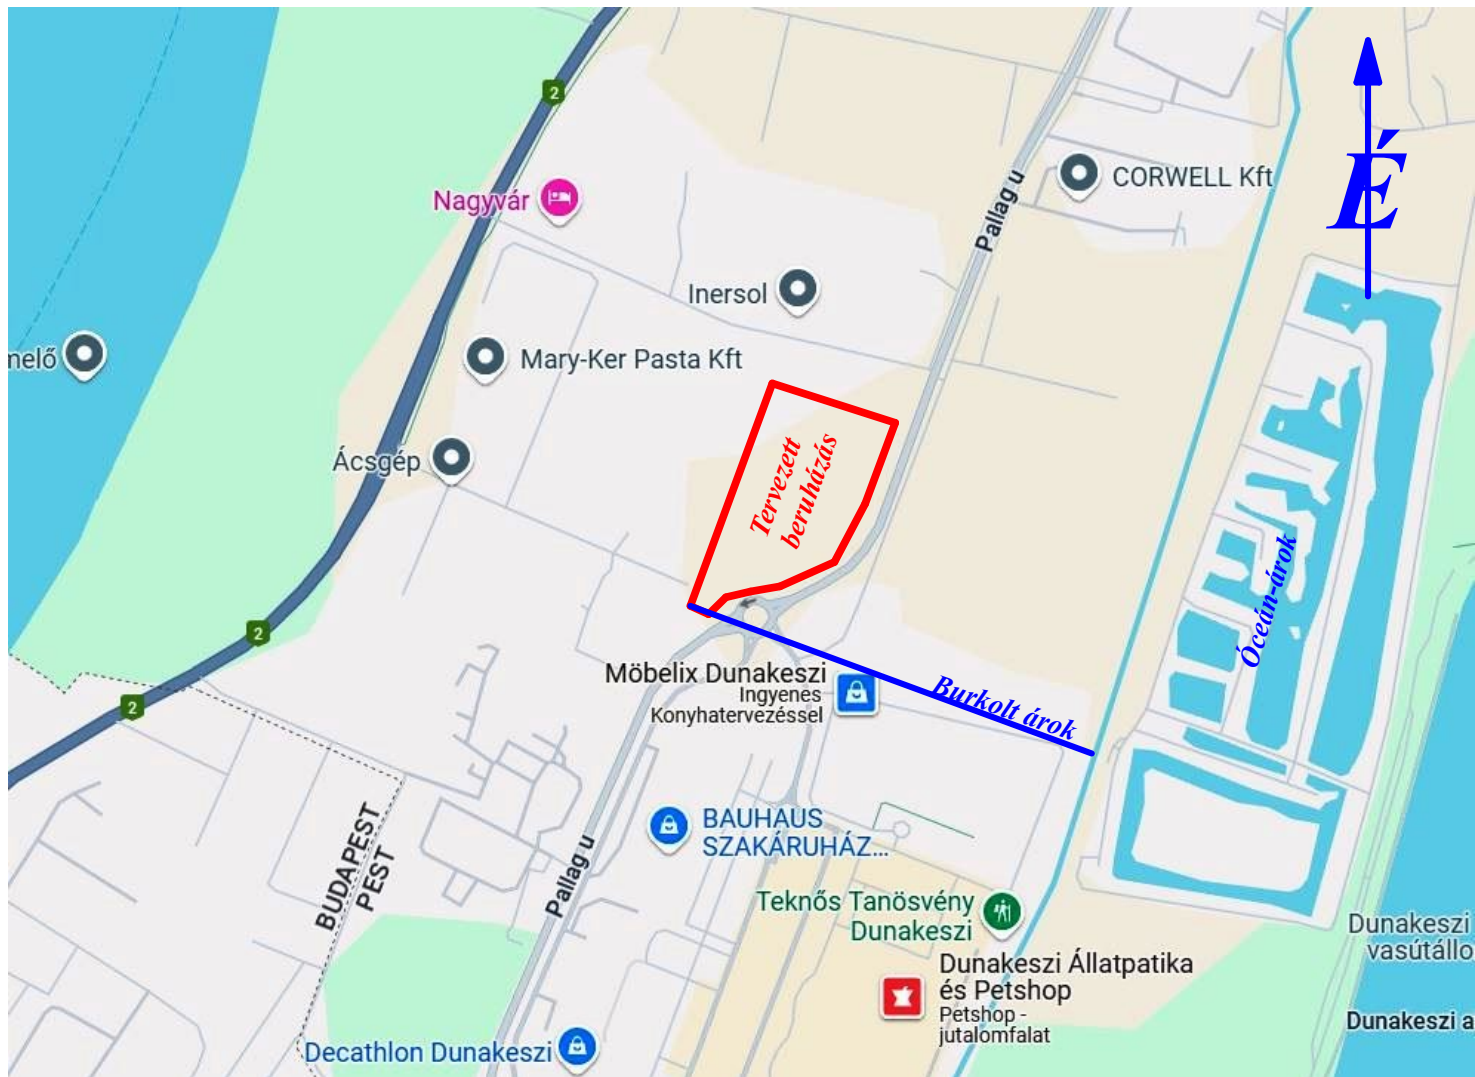 2
É
CORWELL Kft
Nagyvár
Pallag u
Inersol
melő
Mary-Ker Pasta Kft
Ácsgép
Tervezett
beruházás
Óceán-árok
2
Möbelix Dunakeszi
Ingyenes
Konyhatervezéssel
Burkolt árok
2
BAUHAUS
SZAKÁRUHÁZ...
BUDAPEST
PEST
Pallag u
Teknős Tanösvény
Dunakeszi
Dunakeszi
vasútállo
Dunakeszi Állatpatika
és Petshop
Petshop -
jutalomfalat
Dunakeszi a
Decathlon Dunakeszi